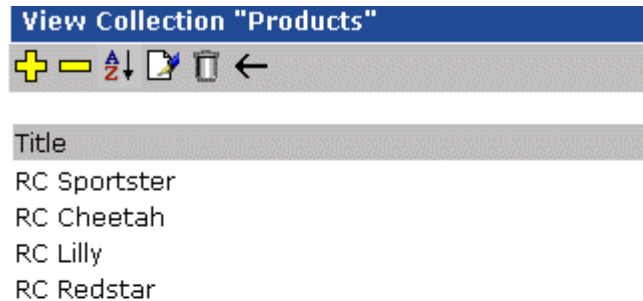 View Collection "Products"
Title
RC Sportster
RC Cheetah
RC Lilly
RC Redstar